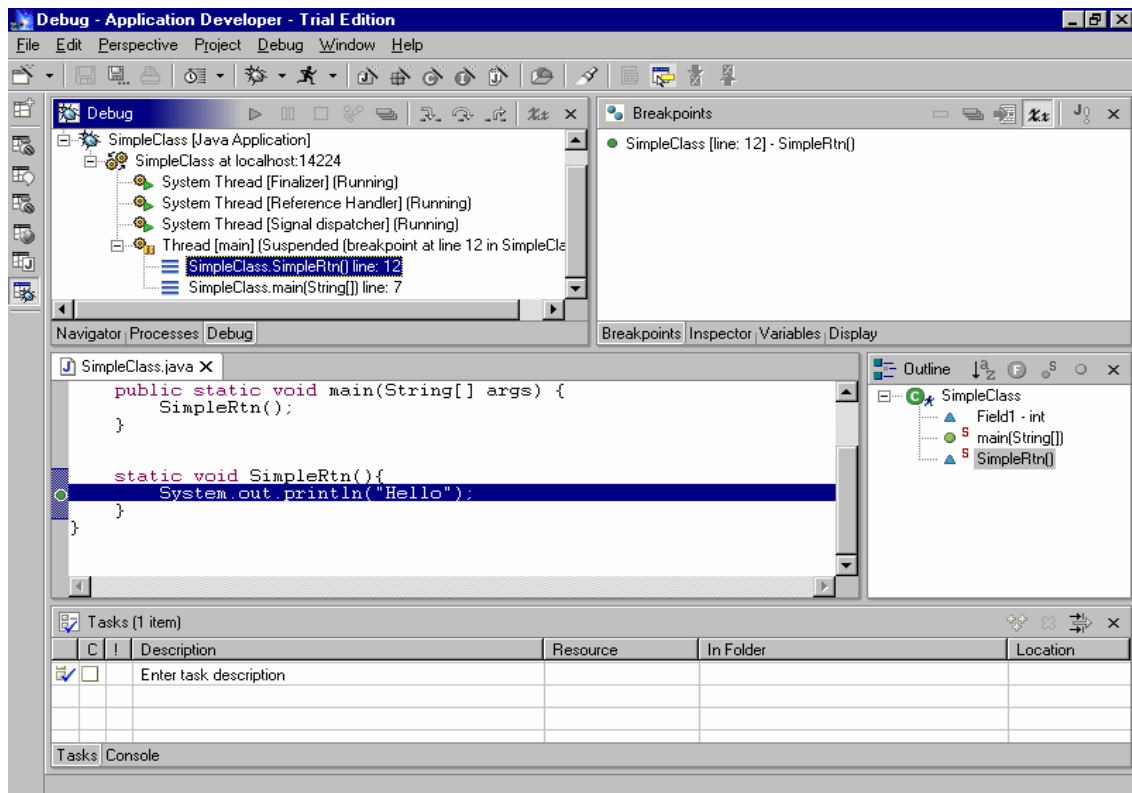 Debug - Application Developer - Trial Edition
File Edit Perspective Project Debug Window Help
Debug
SimpleClass [Java Application]
SimpleClass at localhost:14224
System Thread [Finalizer] (Running)
System Thread [Reference Handler] (Running)
System Thread [Signal dispatcher] (Running)
Thread [main] (Suspended (breakpoint at line 12 in SimpleCla
SimpleClass.SimpleRtn() line: 12
SimpleClass.main(String[]) line: 7
Navigator Processes Debug
Breakpoints
SimpleClass [line: 12] - SimpleRtn()
Breakpoints Inspector Variables Display
SimpleClass.java
public static void main(String[] args) {
SimpleRtn();
}
static void SimpleRtn(){
System.out.println("Hello");
}
}
Outline
SimpleClass
Field1 - int
main(String[])
SimpleRtn()
Tasks (1 item)
C ! Description Resource In Folder Location
Enter task description
Tasks Console